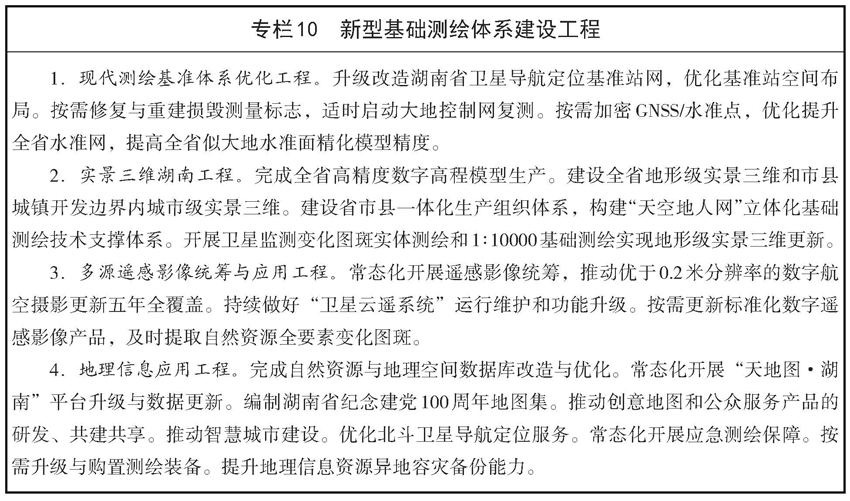 专栏10 新型基础测绘体系建设工程
1. 现代测绘基准体系优化工程。升级改造湖南省卫星导航定位基准站网，优化基准站空间布
局。按需修复与重建损毁测量标志，适时启动大地控制网复测。按需加密GNSS/水准点，优化提升
全省水准网，提高全省似大地水准面精化模型精度。
2. 实景三维湖南工程。完成全省高精度数字高程模型生产。建设全省地形级实景三维和市县
城镇开发边界内城市级实景三维。建设省市县一体化生产组织体系，构建“天空地人网”立体化基础
测绘技术支撑体系。开展卫星监测变化图斑实体测绘和1∶10000基础测绘实现地形级实景三维更新。
3. 多源遥感影像统筹与应用工程。常态化开展遥感影像统筹，推动优于0.2米分辨率的数字航
空摄影更新五年全覆盖。持续做好“卫星云遥系统”运行维护和功能升级。按需更新标准化数字遥
感影像产品，及时提取自然资源全要素变化图斑。
4. 地理信息应用工程。完成自然资源与地理空间数据库改造与优化。常态化开展“天地图·湖
南”平台升级与数据更新。编制湖南省纪念建党100周年地图集。推动创意地图和公众服务产品的
研发、共建共享。推动智慧城市建设。优化北斗卫星导航定位服务。常态化开展应急测绘保障。按
需升级与购置测绘装备。提升地理信息资源异地容灾备份能力。